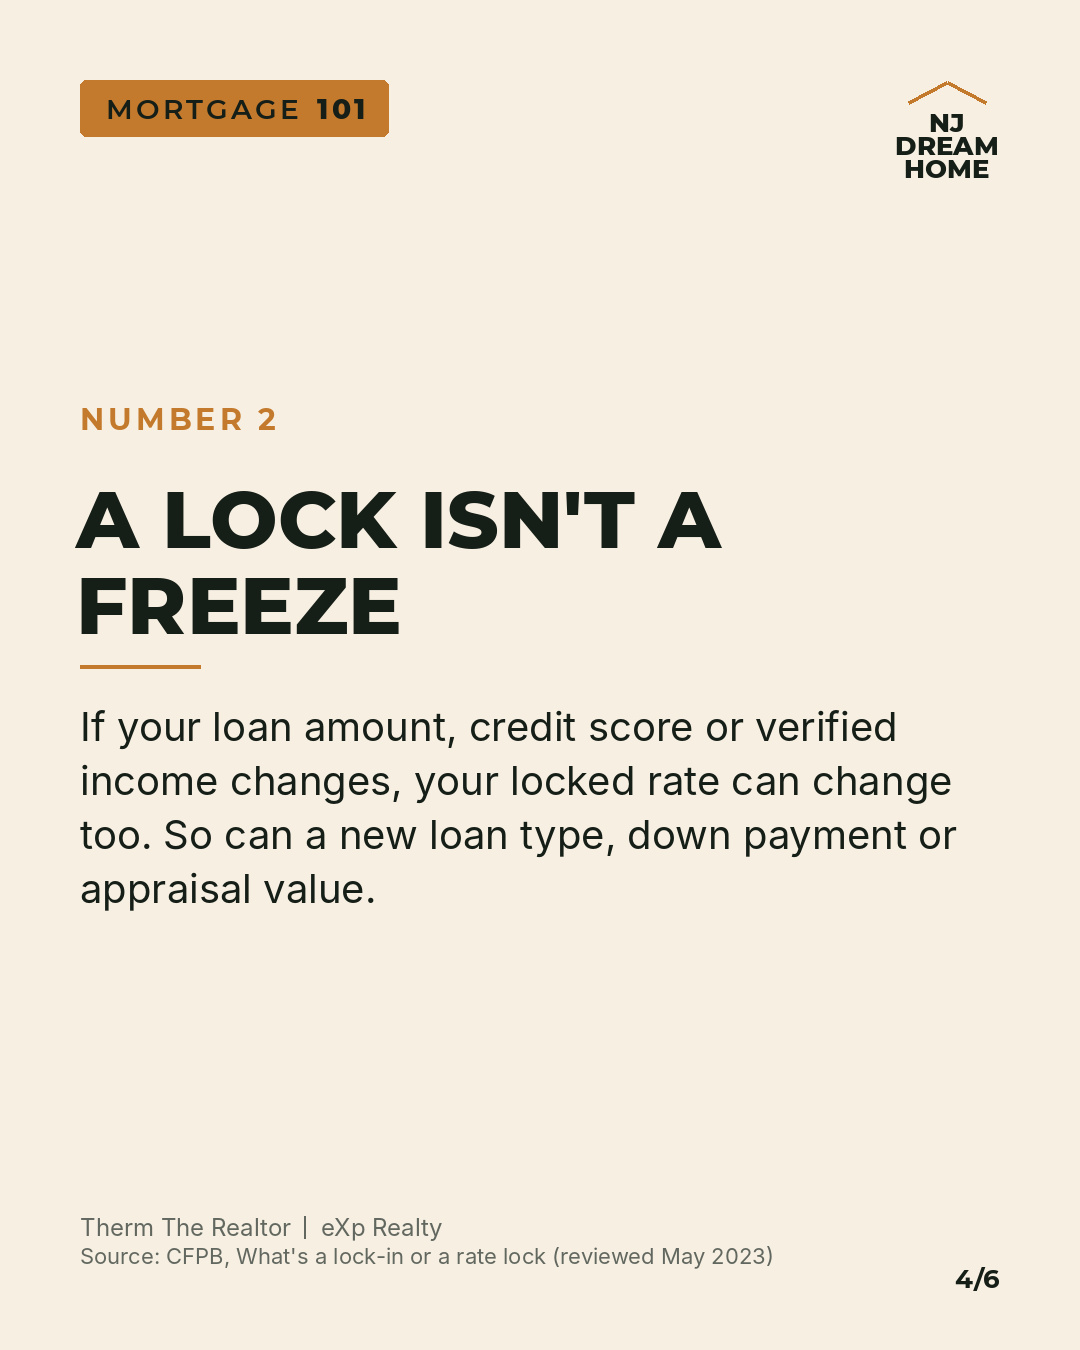 MORTGAGE 101
NJ
DREAM
HOME
NUMBER 2
A LOCK ISN'T A
FREEZE
If your loan amount, credit score or verified
income changes, your locked rate can change
too. So can a new loan type, down payment or
appraisal value.
Therm The Realtor | eXp Realty
Source: CFPB, What's a lock-in or a rate lock (reviewed May 2023)
4/6